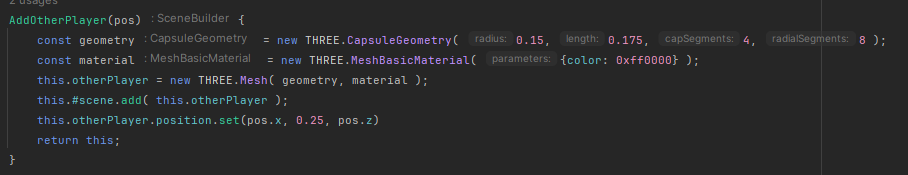 2 usages
AddOtherPlayer(pos) : SceneBuilder {
const geometry : CapsuleGeometry = new THREE.CapsuleGeometry( radius: 0.15, length: 0.175, capSegments: 4, radialSegments: 8 );
const material : MeshBasicMaterial = new THREE.MeshBasicMaterial( parameters: {color: 0xff0000} );
this.otherPlayer = new THREE.Mesh( geometry, material );
this.#scene.add( this.otherPlayer );
this.otherPlayer.position.set(pos.x, 0.25, pos.z)
return this;
}